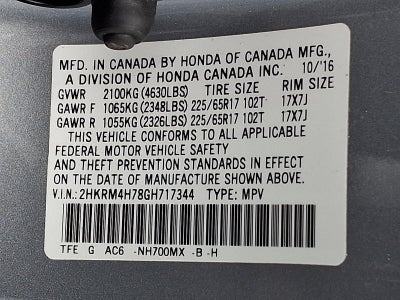 MFD. IN CANADA BY HONDA OF CANADA MFG.,
A DIVISION OF HONDA CANADA INC. 10/'16
GVWR 2100KG (4630LBS) TIRE SIZE RIM SIZE
GAWR F 1065KG (2348LBS) 225/65R17 102T 17X7J
GAWR R 1055KG (2326LBS) 225/65R17 102T 17X7J
THIS VEHICLE CONFORMS TO ALL APPLICABLE
FEDERAL MOTOR VEHICLE SAFETY
AND THEFT PREVENTION STANDARDS IN EFFECT
ON THE DATE OF MANUFACTURE SHOWN ABOVE.
V.I.N.: 2HKRM4H78GH717344 TYPE: MPV
TFE G AC6 -NH700MX -B -H